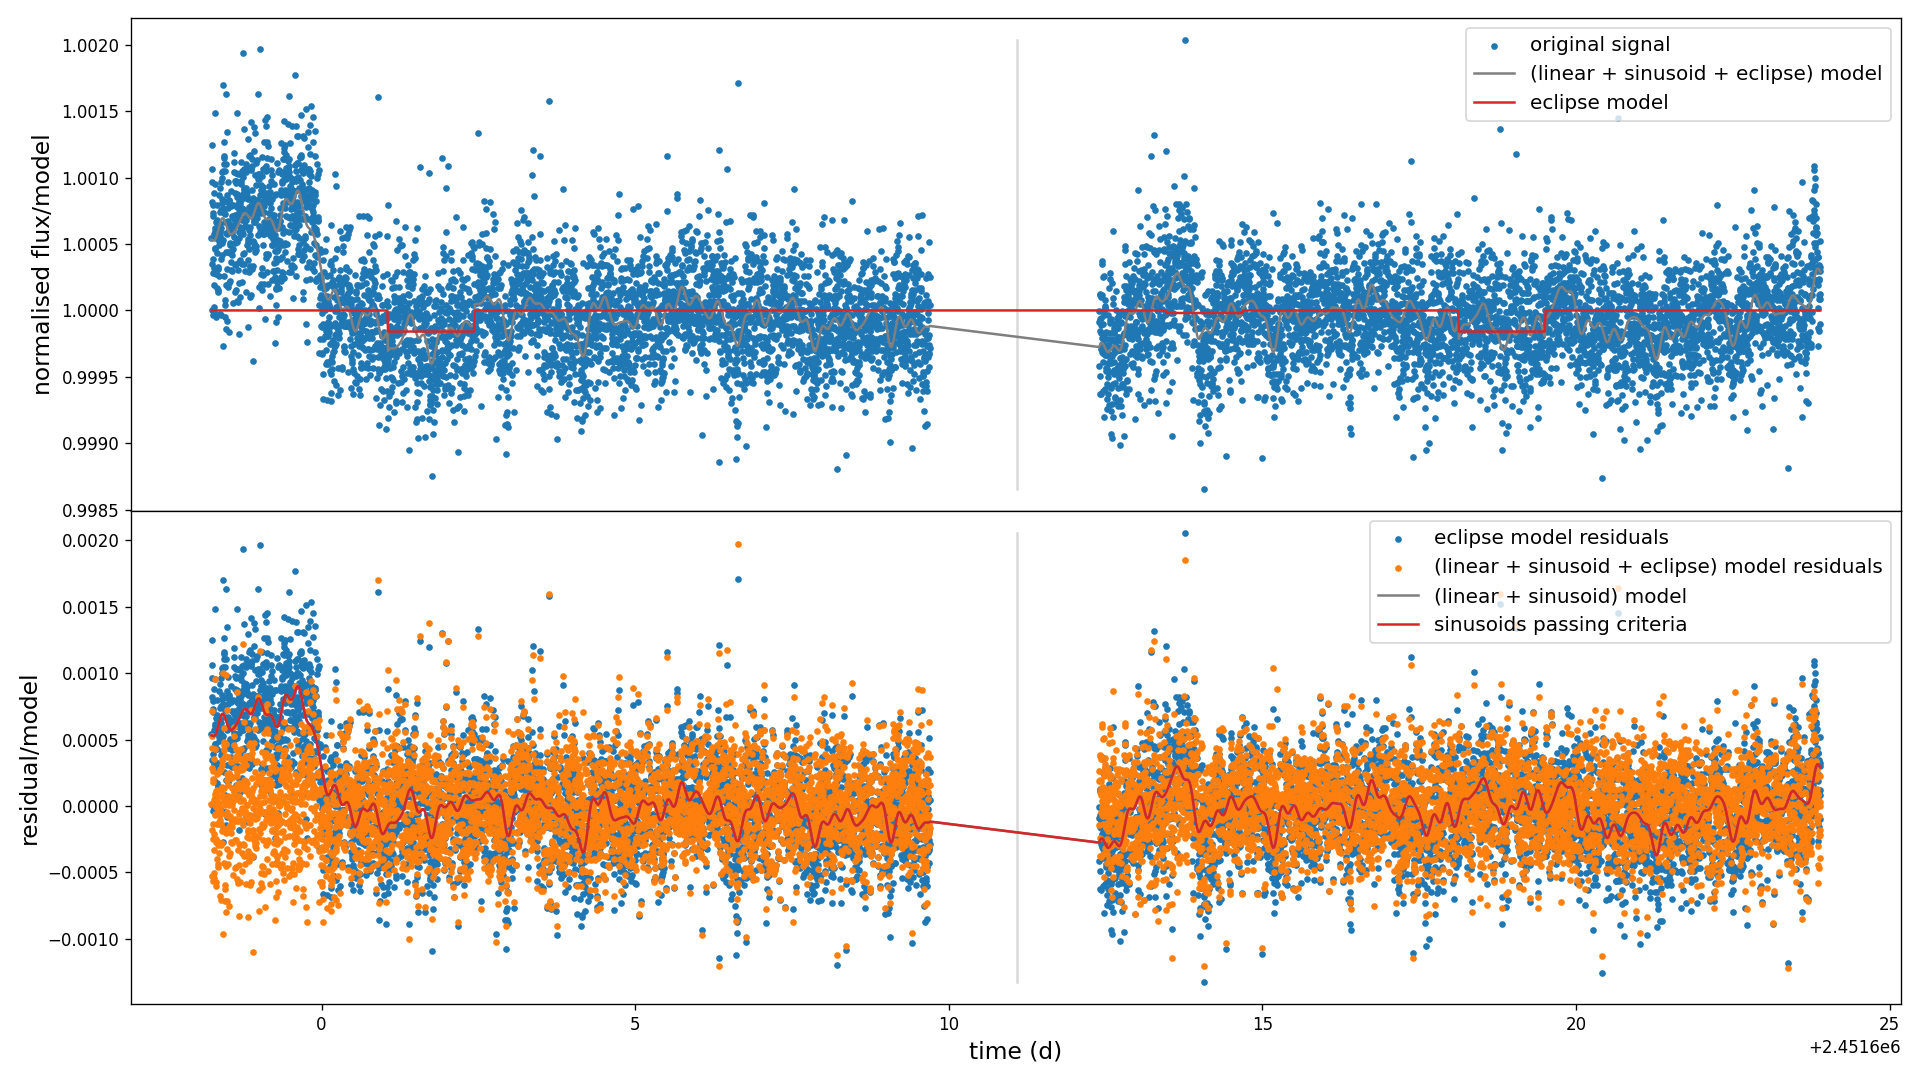 normalised flux/model
1.0020
1.0015
1.0010
1.0005
1.0000
0.9995
0.9990
0.9985
original signal
(linear + sinusoid + eclipse) model
eclipse model
residual/model
0.0020
0.0015
0.0010
0.0005
0.0000
−0.0005
−0.0010
eclipse model residuals
(linear + sinusoid + eclipse) model residuals
(linear + sinusoid) model
sinusoids passing criteria
0 5 10 15 20 25
time (d)
+2.4516e6